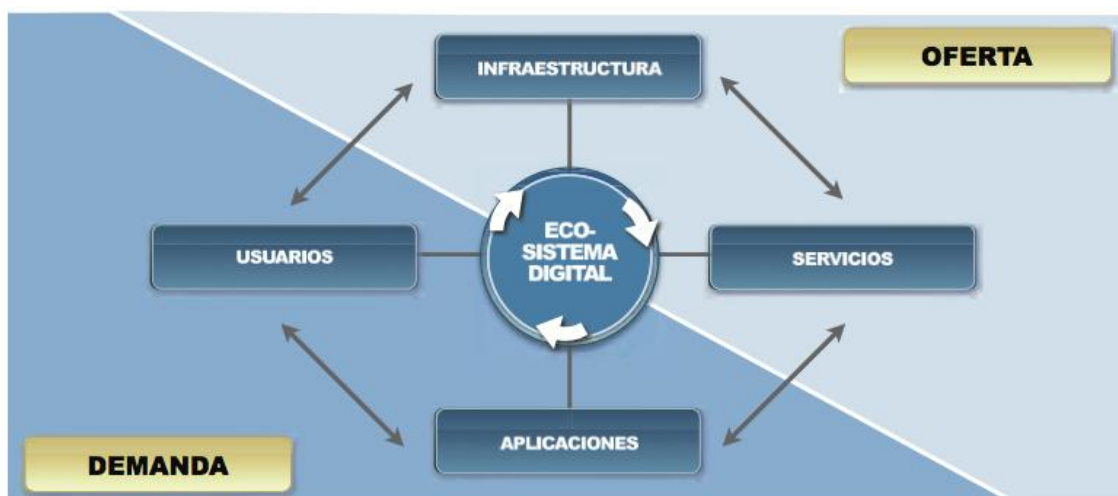 OFERTA
INFRAESTRUCTURA
USUARIOS
ECO-
SISTEMA
DIGITAL
SERVICIOS
APLICACIONES
DEMANDA